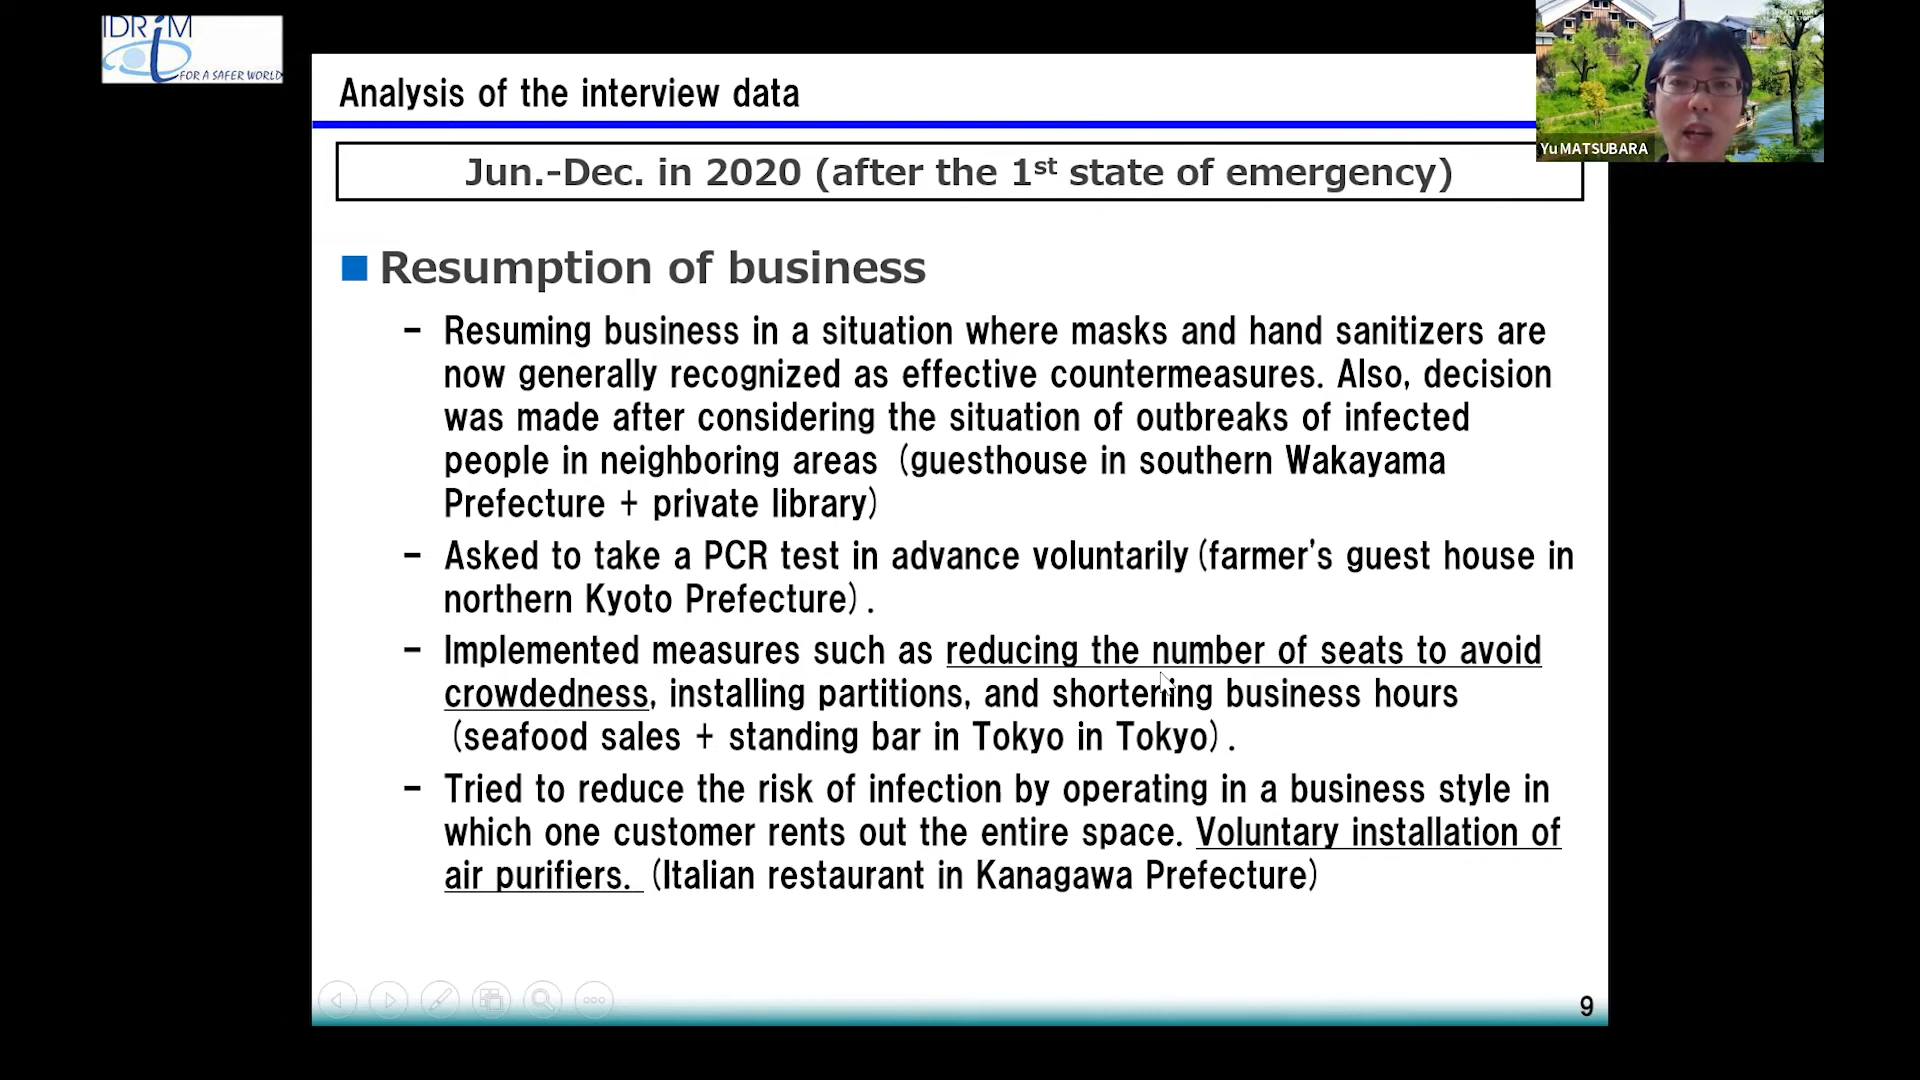 IDRiM
FOR A SAFER WORLD
Analysis of the interview data
Yu MATSUBARA
Jun.-Dec. in 2020 (after the 1st state of emergency)
Resumption of business
– Resuming business in a situation where masks and hand sanitizers are
now generally recognized as effective countermeasures. Also, decision
was made after considering the situation of outbreaks of infected
people in neighboring areas (guesthouse in southern Wakayama
Prefecture + private library)
– Asked to take a PCR test in advance voluntarily (farmer's guest house in
northern Kyoto Prefecture).
– Implemented measures such as reducing the number of seats to avoid
crowdedness, installing partitions, and shortening business hours
(seafood sales + standing bar in Tokyo in Tokyo).
– Tried to reduce the risk of infection by operating in a business style in
which one customer rents out the entire space. Voluntary installation of
air purifiers. (Italian restaurant in Kanagawa Prefecture)
9